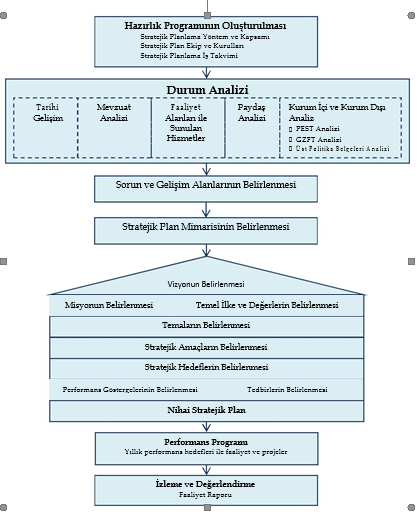 Hazırlık Programının Oluşturulması
Stratejik Planlama Yöntem ve Kapsamı
Stratejik Plan Ekip ve Kurulları
Stratejik Planlama İş Takvimi
Durum Analizi
Tarihi
Gelişim
Mevzuat
Analizi
Faaliyet
Alanları ile
Sunulan
Hizmetler
Paydaş
Analizi
Kurum İçi ve Kurum Dışı
Analiz
PEST Analizi
GZFT Analizi
Üst Politika Belgeleri Analizi
Sorun ve Gelişim Alanlarının Belirlenmesi
Stratejik Plan Mimarisinin Belirlenmesi
Vizyonun Belirlenmesi
Misyonun Belirlenmesi Temel İlke ve Değerlerin Belirlenmesi
Temaların Belirlenmesi
Stratejik Amaçların Belirlenmesi
Stratejik Hedeflerin Belirlenmesi
Performans Göstergelerinin Belirlenmesi Tedbirlerin Belirlenmesi
Nihai Stratejik Plan
Performans Programı
Yıllık performans hedefleri ile faaliyet ve projeler
İzleme ve Değerlendirme
Faaliyet Raporu